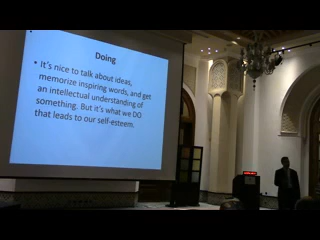 Doing
• It's nice to talk about ideas,
memorize inspiring words, and get
an intellectual understanding of
something. But it's what we DO
that leads to our self-esteem.